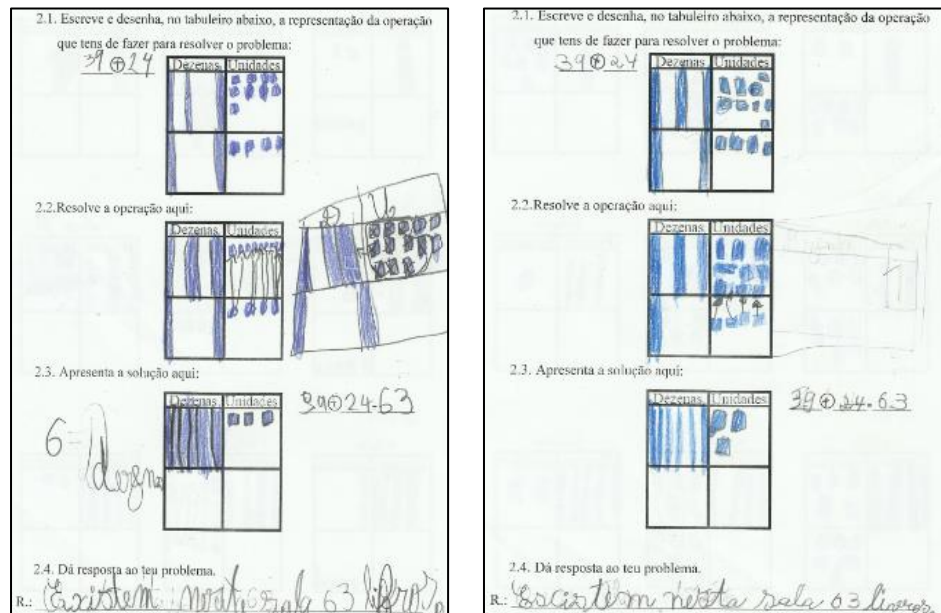 2.1. Escreve e desenha, no tabuleiro abaixo, a representação da operação
que tens de fazer para resolver o problema:
39 ⊕ 24
Dezenas Unidades
2.2.Resolve a operação aqui:
Dezenas Unidades
D U
2.3. Apresenta a solução aqui:
Dezenas Unidades
39⊕24=63
6=
2.4. Dá resposta ao teu problema.
R.: Existem nesta sala 63 livros.
2.1. Escreve e desenha, no tabuleiro abaixo, a representação da operação
que tens de fazer para resolver o problema:
39 ⊕ 24
Dezenas Unidades
2.2.Resolve a operação aqui:
Dezenas Unidades
2.3. Apresenta a solução aqui:
Dezenas Unidades
39 ⊕ 24 = 63
2.4. Dá resposta ao teu problema.
R.: Escistem nesta sala 63 livros.